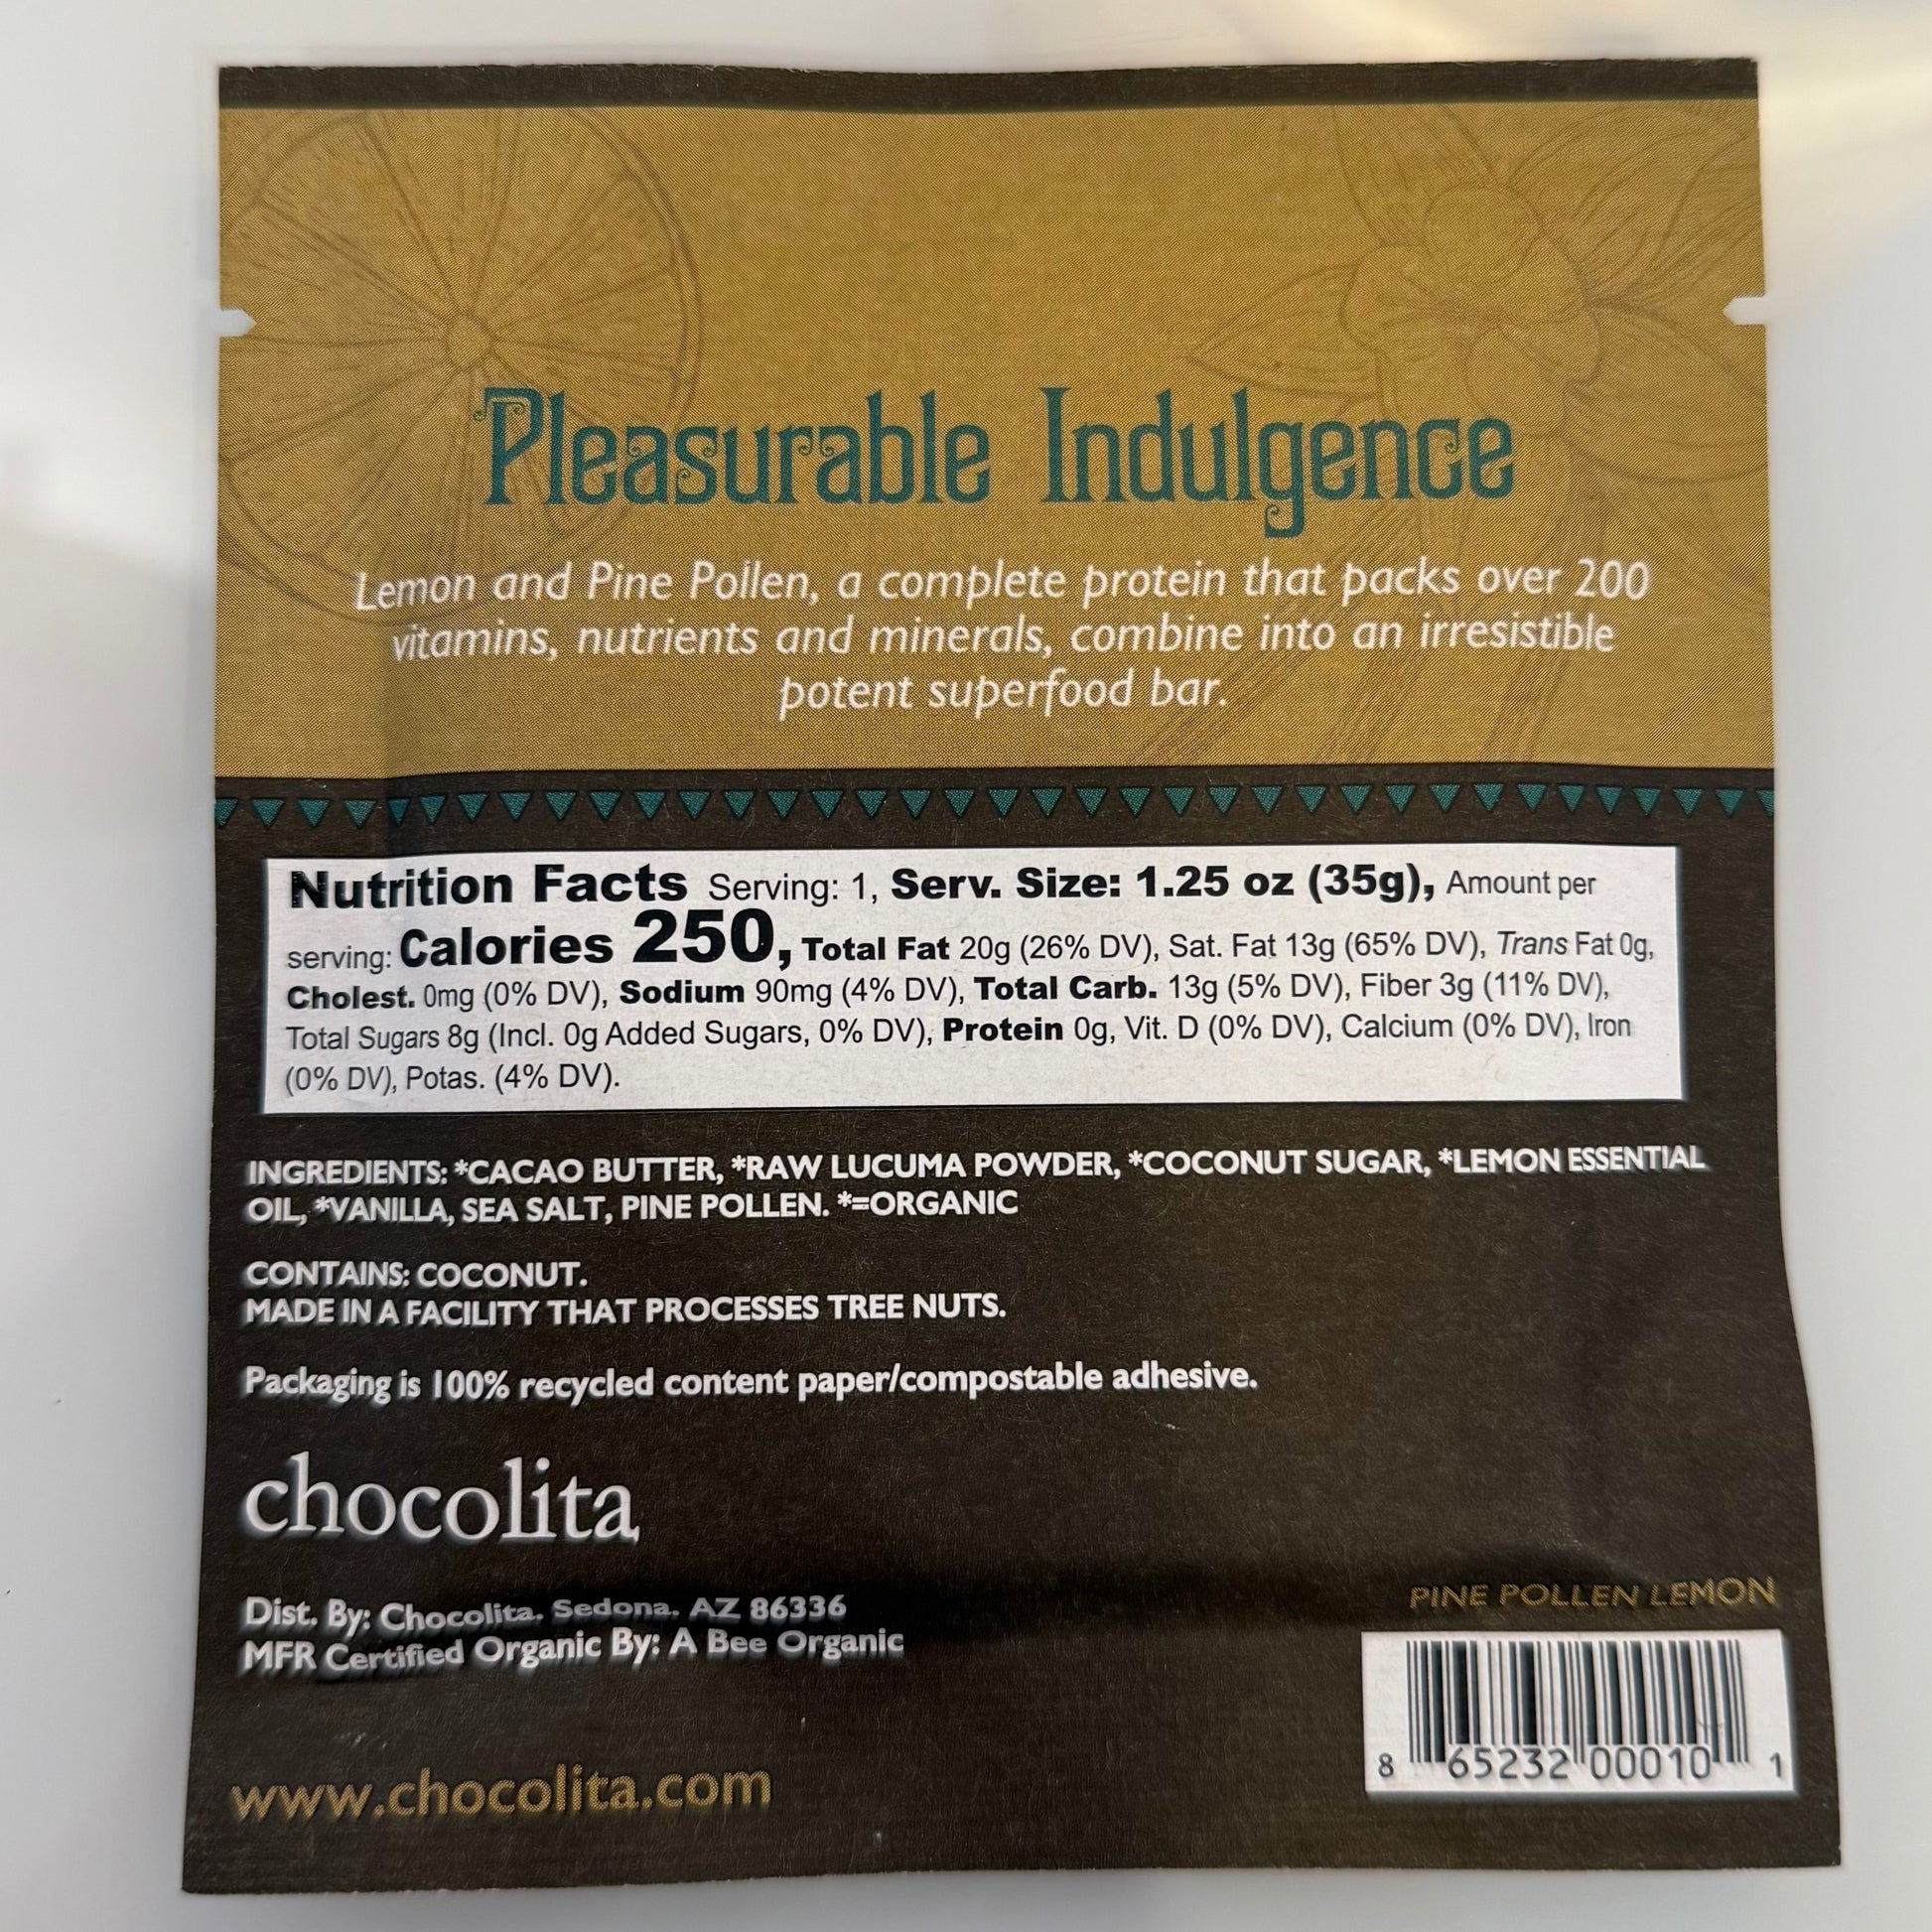 Pleasurable Indulgence
Lemon and Pine Pollen, a complete protein that packs over 200
vitamins, nutrients and minerals, combine into an irresistible
potent superfood bar.
Nutrition Facts Serving: 1, Serv. Size: 1.25 oz (35g), Amount per
serving: Calories 250, Total Fat 20g (26% DV), Sat. Fat 13g (65% DV), Trans Fat 0g,
Cholest. 0mg (0% DV), Sodium 90mg (4% DV), Total Carb. 13g (5% DV), Fiber 3g (11% DV),
Total Sugars 8g (Incl. 0g Added Sugars, 0% DV), Protein 0g, Vit. D (0% DV), Calcium (0% DV), Iron
(0% DV), Potas. (4% DV).
INGREDIENTS: *CACAO BUTTER, *RAW LUCUMA POWDER, *COCONUT SUGAR, *LEMON ESSENTIAL
OIL, *VANILLA, SEA SALT, PINE POLLEN. *=ORGANIC
CONTAINS: COCONUT.
MADE IN A FACILITY THAT PROCESSES TREE NUTS.
Packaging is 100% recycled content paper/compostable adhesive.
chocolita
Dist. By: Chocolita. Sedona. AZ 86336
MFR Certified Organic By: A Bee Organic
www.chocolita.com
PINE POLLEN LEMON
8 65232 00010 1